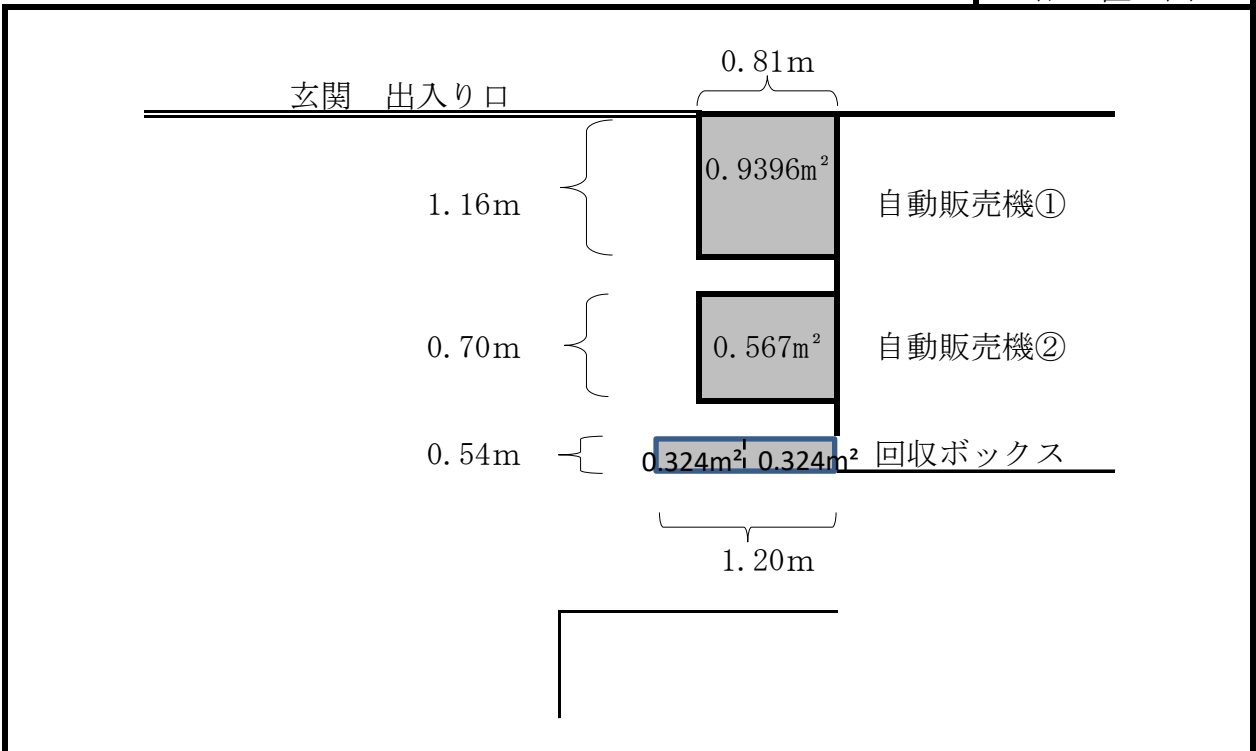 0.81m
玄関　出入り口
0.9396m²
1.16m
自動販売機①
0.70m
0.567m²
自動販売機②
0.54m
0.324m² 0.324m²
回収ボックス
1.20m